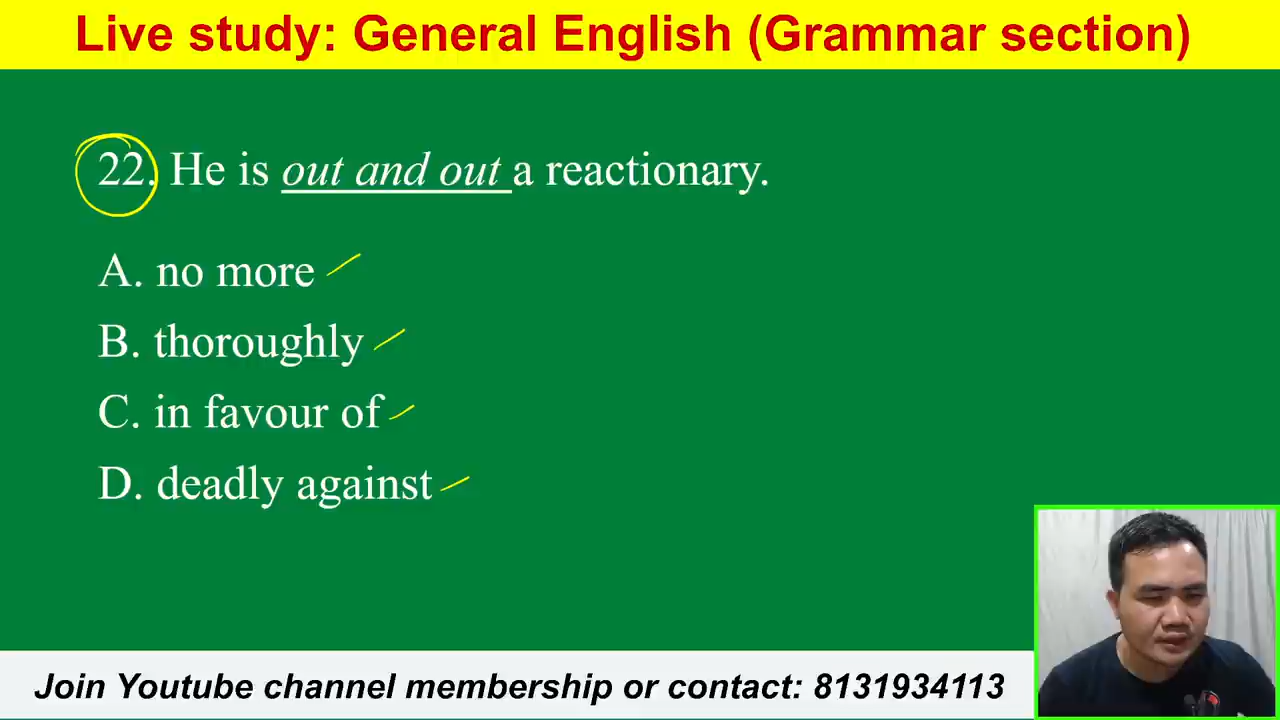 Live study: General English (Grammar section)
22. He is out and out a reactionary.
A. no more
B. thoroughly
C. in favour of
D. deadly against
Join Youtube channel membership or contact: 8131934113